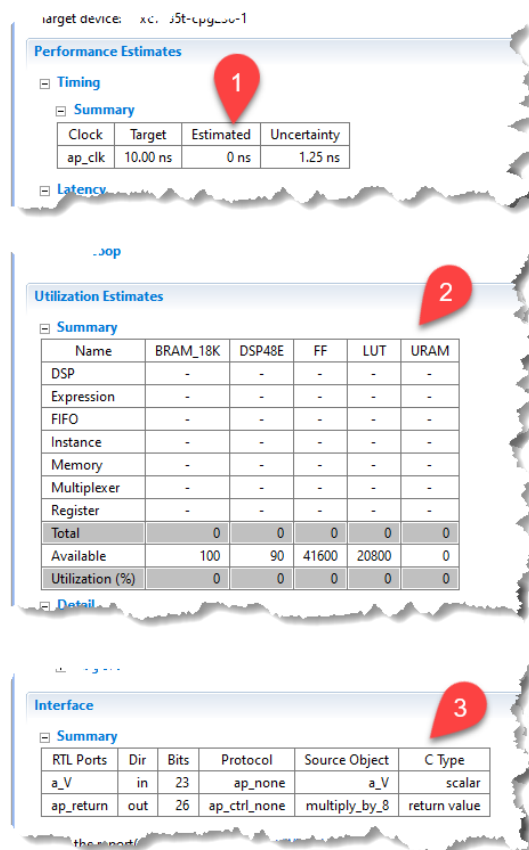 Target device:
Performance Estimates
Timing
1
Summary
Clock Target Estimated Uncertainty
ap_clk 10.00 ns 0 ns 1.25 ns
Latency
Utilization Estimates
2
Summary
Name BRAM_18K DSP48E FF LUT URAM
DSP - - - - -
Expression - - - - -
FIFO - - - - -
Instance - - - - -
Memory - - - - -
Multiplexer - - - - -
Register - - - - -
Total 0 0 0 0 0
Available 100 90 41600 20800 0
Utilization (%) 0 0 0 0 0
Detail
Interface
3
Summary
RTL Ports Dir Bits Protocol Source Object C Type
a_V in 23 ap_none a_V scalar
ap_return out 26 ap_ctrl_none multiply_by_8 return value